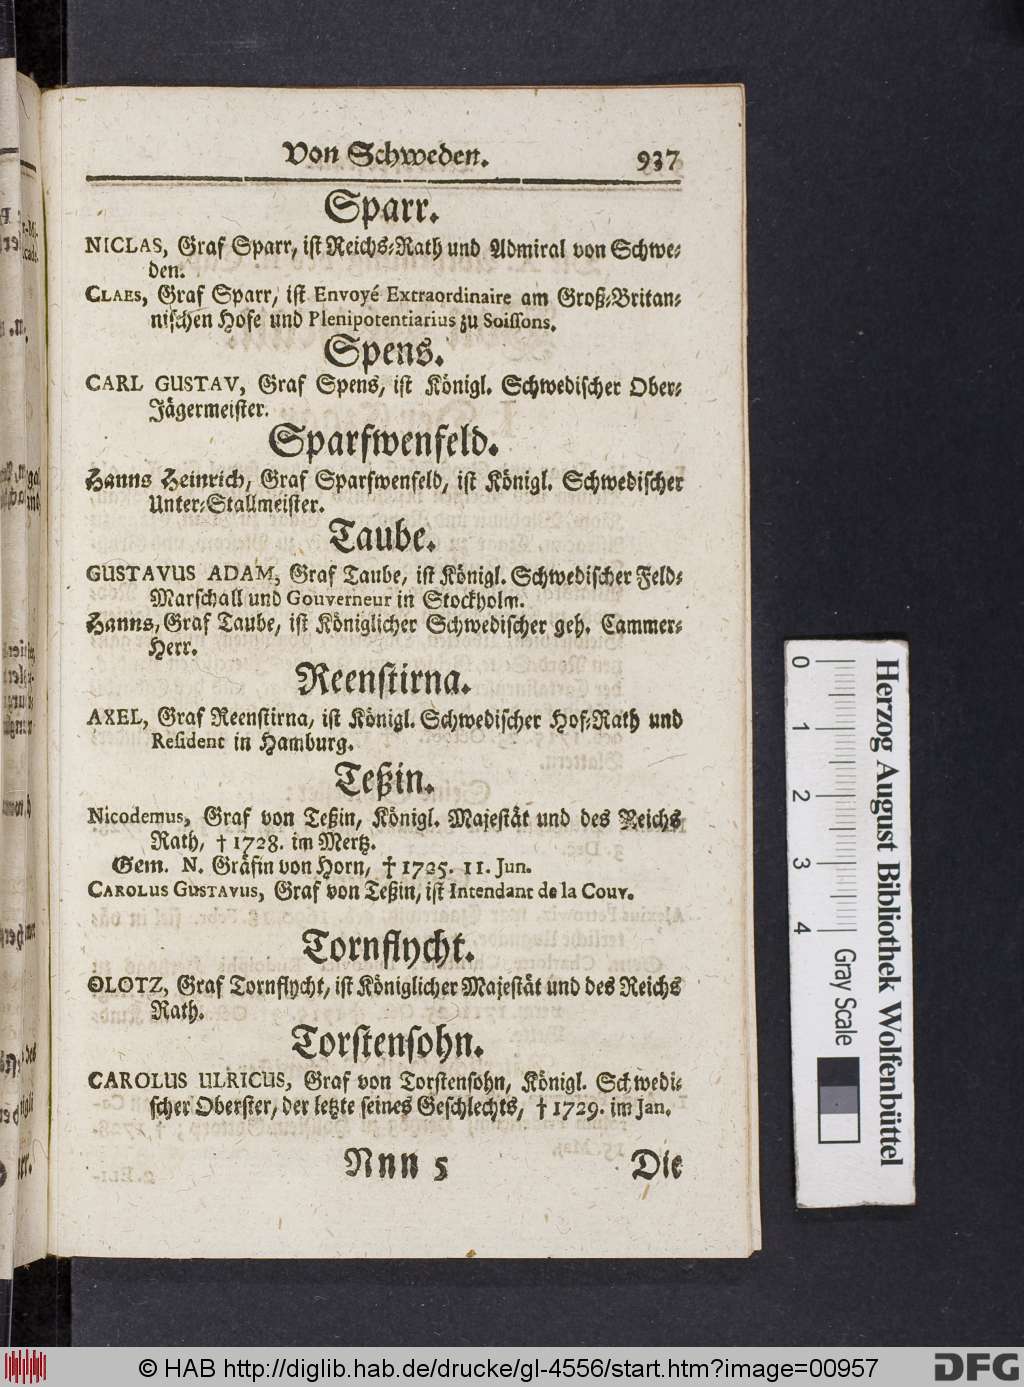 Von Schweden. 937
Sparr.
NICLAS, Graf Sparr, ist Reichs-Rath und Admiral von Schwe-
den.
CLAES, Graf Sparr, ist Envoyé Extraordinaire am Groß-Britan-
nischen Hofe und Plenipotentiarius zu Soissons.
Spens.
CARL GUSTAV, Graf Spens, ist Königl. Schwedischer Ober-
Jägermeister.
Sparfwenfeld.
Hanns Heinrich, Graf Sparfwenfeld, ist Königl. Schwedischer
Unter-Stallmeister.
Taube.
GUSTAVUS ADAM, Graf Taube, ist Königl. Schwedischer Feld-
Marschall und Gouverneur in Stockholm.
Hanns, Graf Taube, ist Königlicher Schwedischer geh. Cammer-
Herr.
Reenstirna.
AXEL, Graf Reenstirna, ist Königl. Schwedischer Hof-Rath und
Resident in Hamburg.
Teßin.
Nicodemus, Graf von Teßin, Königl. Majestät und des Reichs
Rath, † 1728. im Mertz.
Gem. N. Gräfin von Horn, † 1725. 11. Jun.
CAROLUS GUSTAVUS, Graf von Teßin, ist Intendant de la Cour.
Tornflycht.
OLOTZ, Graf Tornflycht, ist Königlicher Majestät und des Reichs
Rath.
Torstensohn.
CAROLUS ULRICUS, Graf von Torstensohn, Königl. Schwedi-
scher Oberster, der letzte seines Geschlechts, † 1729. im Jan.
Nnn 5 Die
0 1 2 3 4 Gray Scale
Herzog August Bibliothek Wolfenbüttel
© HAB http://diglib.hab.de/drucke/gl-4556/start.htm?image=00957
DFG